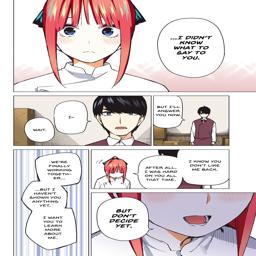 ...I DIDN'T
KNOW
WHAT TO
SAY TO
YOU.
BUT I'LL
ANSWER
YOU NOW.
I-
WAIT.
I KNOW YOU
DON'T LIKE
ME BACK.
AFTER ALL,
I WAS HARD
ON YOU
THAT TIME.
WE'RE
FINALLY
WORKING
TOGETH-
ER...
...BUT I
HAVEN'T
SHOWN YOU
ANYTHING
YET.
I WANT
YOU TO
LEARN
MORE
ABOUT
ME.
BUT
DON'T
DECIDE
YET.